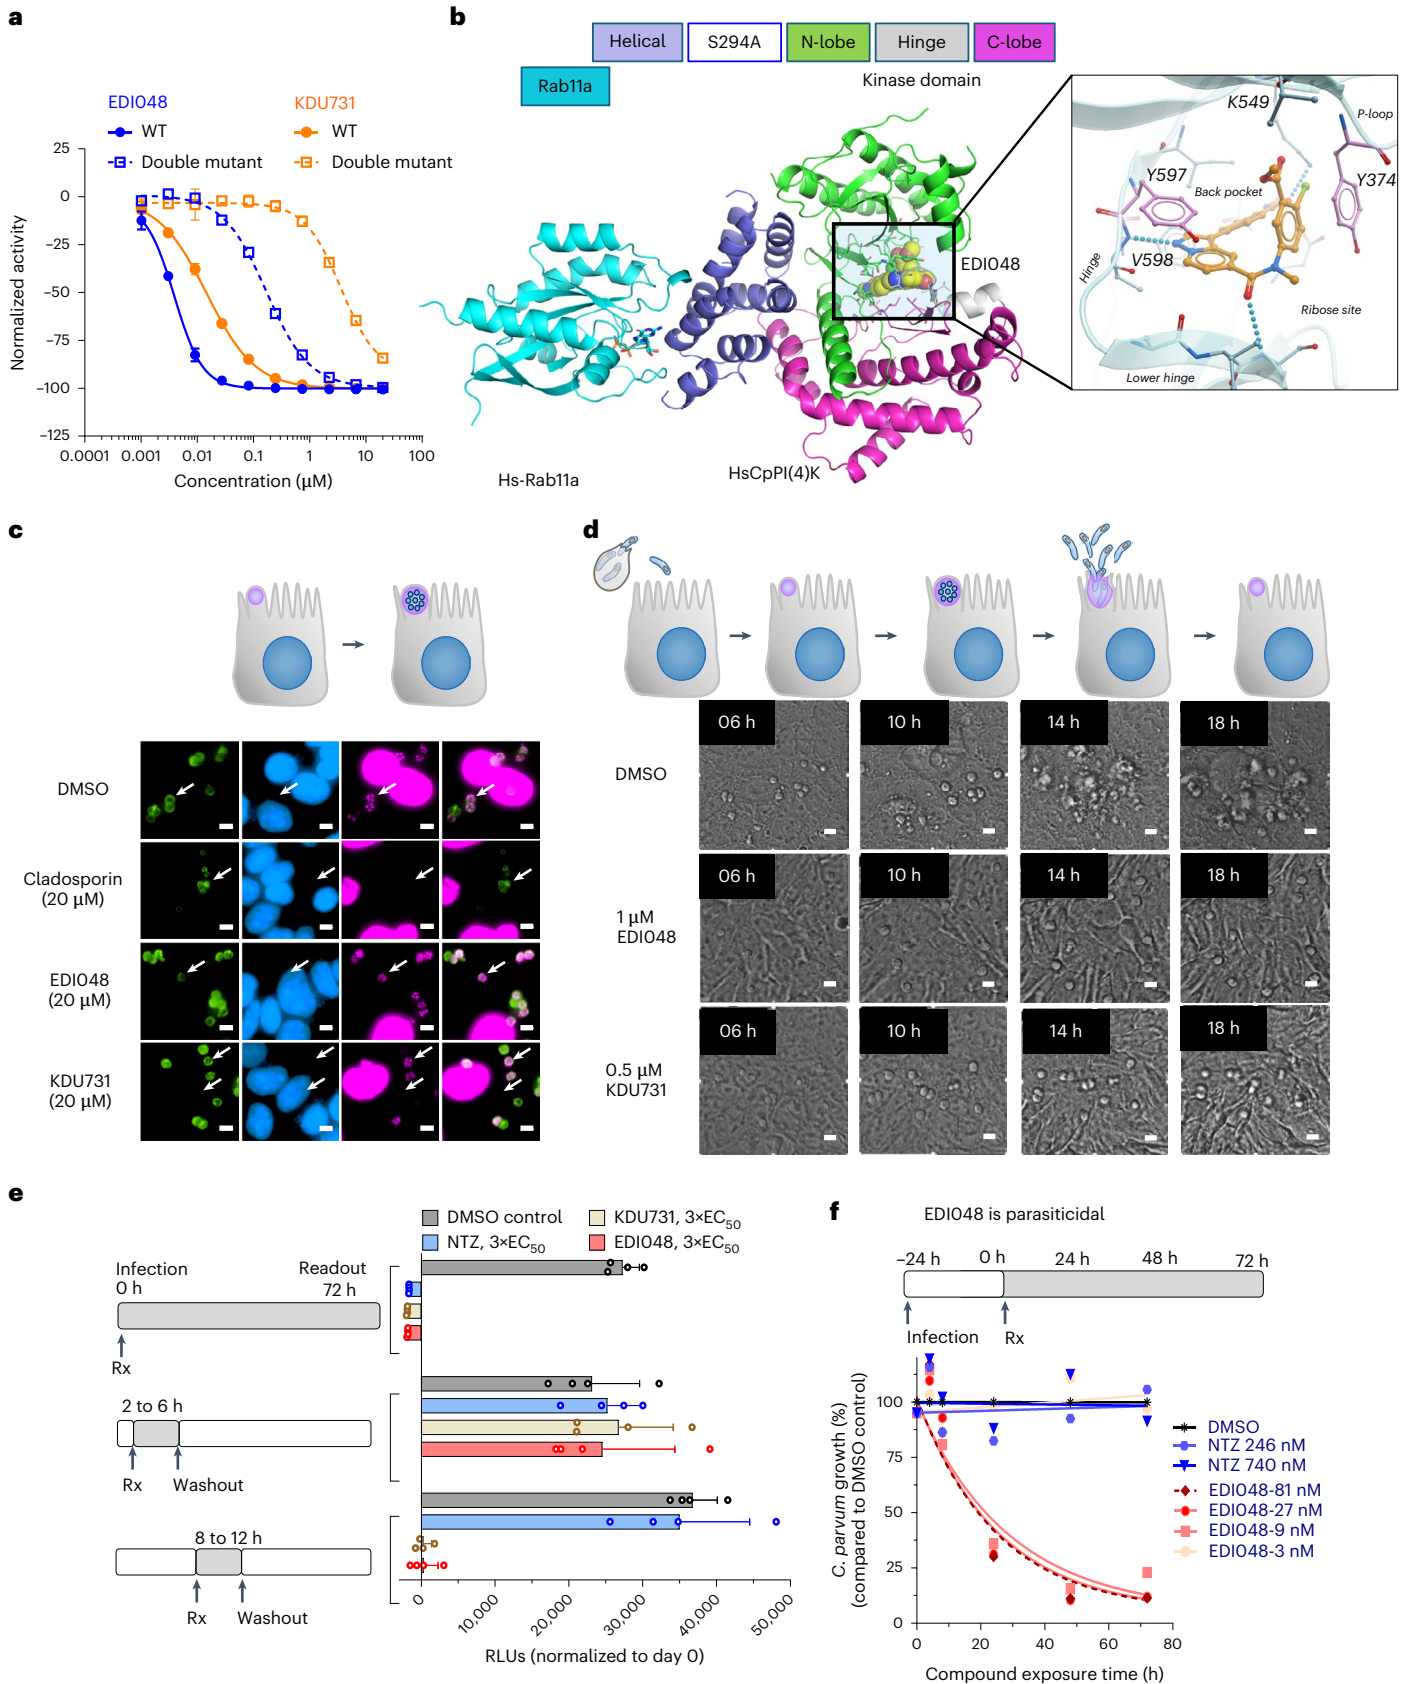 a
EDI048
KDU731
WT
WT
Double mutant
Double mutant
25
0
−25
−50
−75
−100
−125
Normalized activity
0.0001
0.001
0.01
0.1
1
10
100
Concentration (µM)
b
Helical
S294A
N-lobe
Hinge
C-lobe
Rab11a
Kinase domain
EDI048
Hs-Rab11a
HsCpPI(4)K
K549
P-loop
Y597
Y374
Back pocket
V598
Hinge
Ribose site
Lower hinge
c
DMSO
Cladosporin
(20 µM)
EDI048
(20 µM)
KDU731
(20 µM)
d
DMSO
06 h
10 h
14 h
18 h
1 µM
EDI048
06 h
10 h
14 h
18 h
0.5 µM
KDU731
06 h
10 h
14 h
18 h
e
DMSO control
KDU731, 3×EC50
NTZ, 3×EC50
EDI048, 3×EC50
Infection
Readout
0 h
72 h
Rx
2 to 6 h
Rx
Washout
8 to 12 h
Rx
Washout
0
10,000
20,000
30,000
40,000
50,000
RLUs (normalized to day 0)
f
EDI048 is parasiticidal
−24 h
0 h
24 h
48 h
72 h
Infection
Rx
100
75
50
25
0
C. parvum growth (%)
(compared to DMSO control)
DMSO
NTZ 246 nM
NTZ 740 nM
EDI048-81 nM
EDI048-27 nM
EDI048-9 nM
EDI048-3 nM
0
20
40
60
80
Compound exposure time (h)